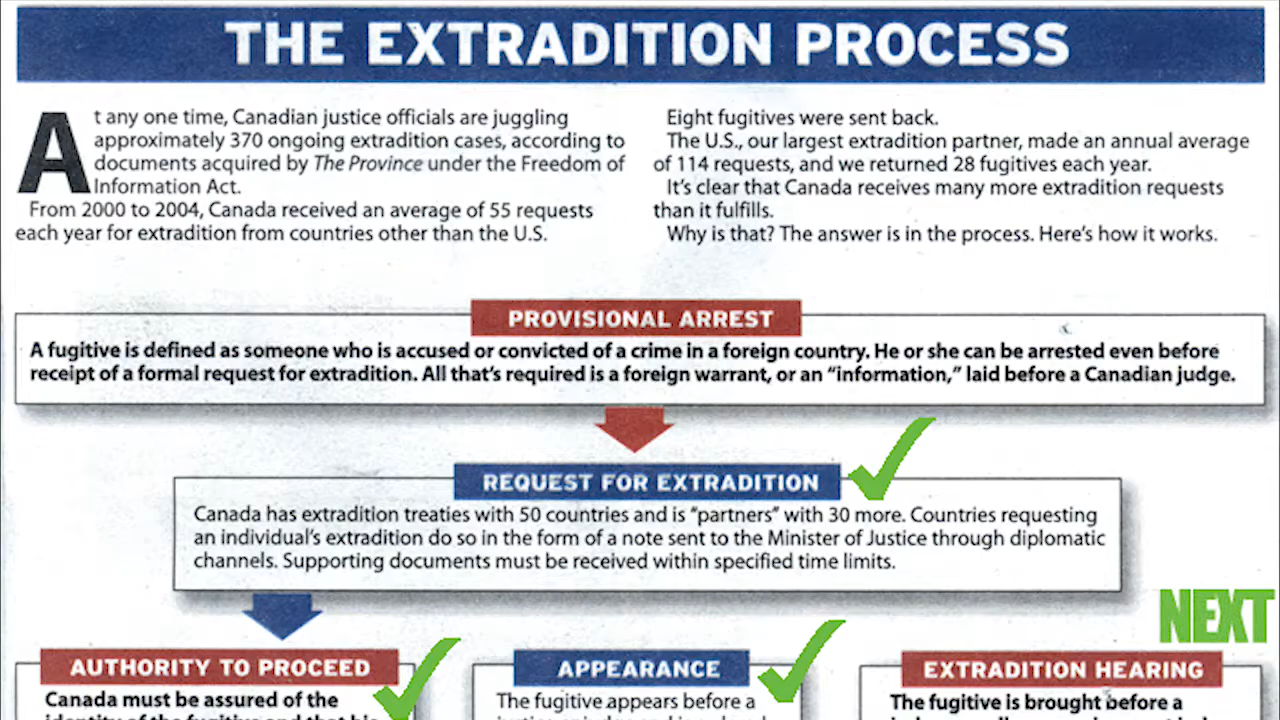 THE EXTRADITION PROCESS
At any one time, Canadian justice officials are juggling
approximately 370 ongoing extradition cases, according to
documents acquired by The Province under the Freedom of
Information Act.
From 2000 to 2004, Canada received an average of 55 requests
each year for extradition from countries other than the U.S.
Eight fugitives were sent back.
The U.S., our largest extradition partner, made an annual average
of 114 requests, and we returned 28 fugitives each year.
It's clear that Canada receives many more extradition requests
than it fulfills.
Why is that? The answer is in the process. Here's how it works.
PROVISIONAL ARREST
A fugitive is defined as someone who is accused or convicted of a crime in a foreign country. He or she can be arrested even before
receipt of a formal request for extradition. All that's required is a foreign warrant, or an “information,” laid before a Canadian judge.
REQUEST FOR EXTRADITION
Canada has extradition treaties with 50 countries and is “partners” with 30 more. Countries requesting
an individual's extradition do so in the form of a note sent to the Minister of Justice through diplomatic
channels. Supporting documents must be received within specified time limits.
NEXT
AUTHORITY TO PROCEED
Canada must be assured of the
APPEARANCE
The fugitive appears before a
EXTRADITION HEARING
The fugitive is brought before a